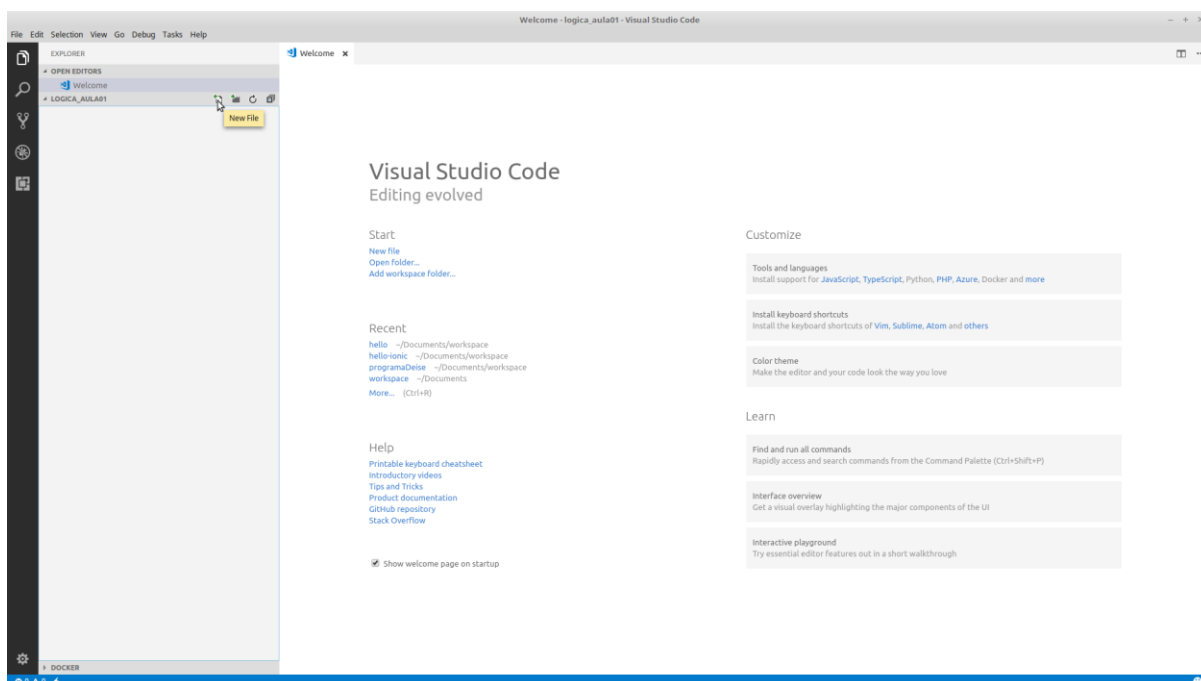 Welcome - logica_aula01 - Visual Studio Code
File Edit Selection View Go Debug Tasks Help
EXPLORER
OPEN EDITORS
Welcome
LOGICA_AULA01
New File
DOCKER
Welcome
Visual Studio Code
Editing evolved
Start
New file
Open folder...
Add workspace folder...
Recent
hello ~/Documents/workspace
hello-ionic ~/Documents/workspace
programaDeise ~/Documents/workspace
workspace ~/Documents
More... (Ctrl+R)
Help
Printable keyboard cheatsheet
Introductory videos
Tips and Tricks
Product documentation
GitHub repository
Stack Overflow
Show welcome page on startup
Customize
Tools and languages
Install support for JavaScript, TypeScript, Python, PHP, Azure, Docker and more
Install keyboard shortcuts
Install the keyboard shortcuts of Vim, Sublime, Atom and others
Color theme
Make the editor and your code look the way you love
Learn
Find and run all commands
Rapidly access and search commands from the Command Palette (Ctrl+Shift+P)
Interface overview
Get a visual overlay highlighting the major components of the UI
Interactive playground
Try essential editor features out in a short walkthrough